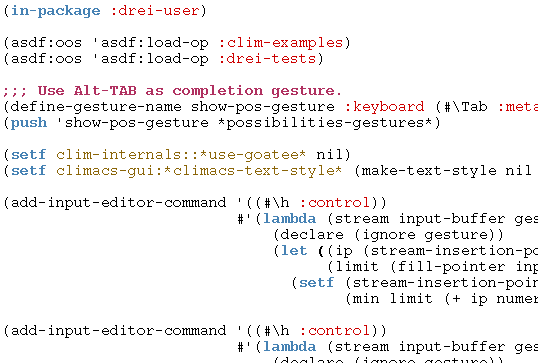 (in-package :drei-user)
(asdf:oos 'asdf:load-op :clim-examples)
(asdf:oos 'asdf:load-op :drei-tests)
;;; Use Alt-TAB as completion gesture.
(define-gesture-name show-pos-gesture :keyboard (#\Tab :meta
(push 'show-pos-gesture *possibilities-gestures*)
(setf clim-internals::*use-goatee* nil)
(setf climacs-gui:*climacs-text-style* (make-text-style nil
(add-input-editor-command '((#\h :control))
#'(lambda (stream input-buffer ges
(declare (ignore gesture))
(let ((ip (stream-insertion-po
(limit (fill-pointer inp
(setf (stream-insertion-poin
(min limit (+ ip numer
(add-input-editor-command '((#\h :control))
#'(lambda (stream input-buffer ges
(declare (ignore gesture))